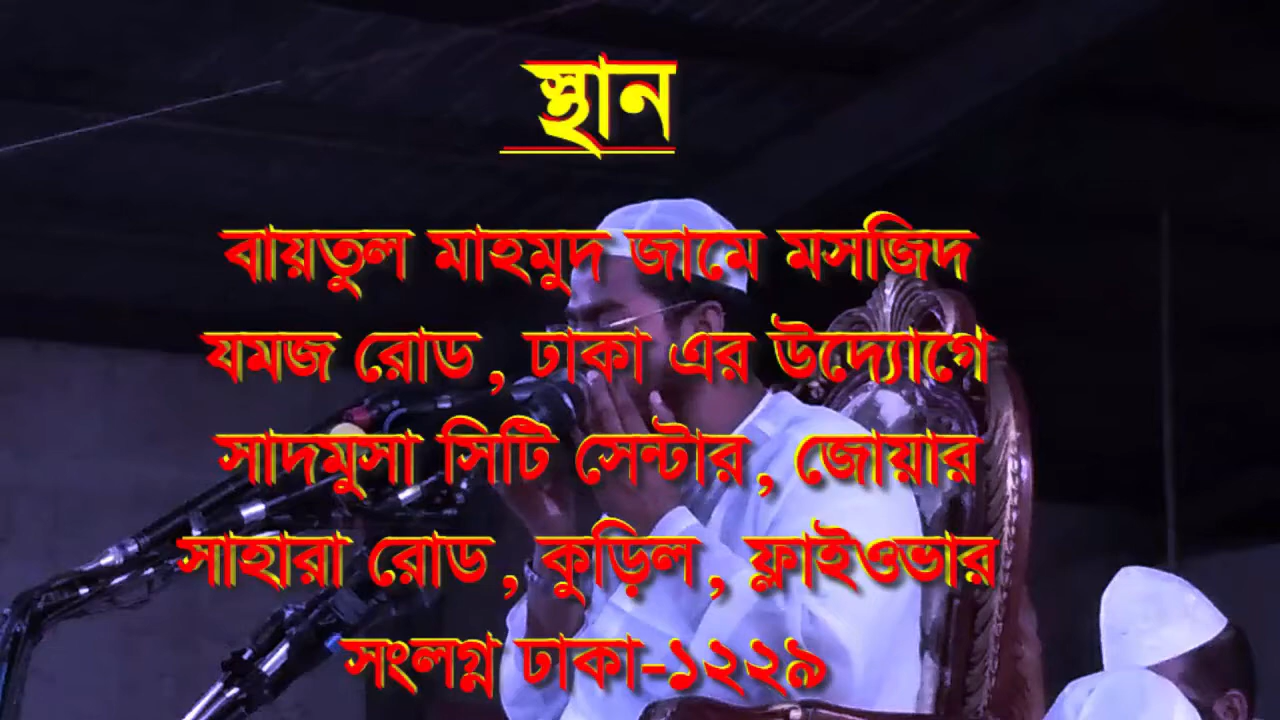 স্থান
বায়তুল মাহমুদ জামে মসজিদ
যমজ রোড, ঢাকা এর উদ্যোগে
সাদমুসা সিটি সেন্টার, জোয়ার
সাহারা রোড, কুড়িল, ফ্লাইওভার
সংলগ্ন ঢাকা-১২২৯